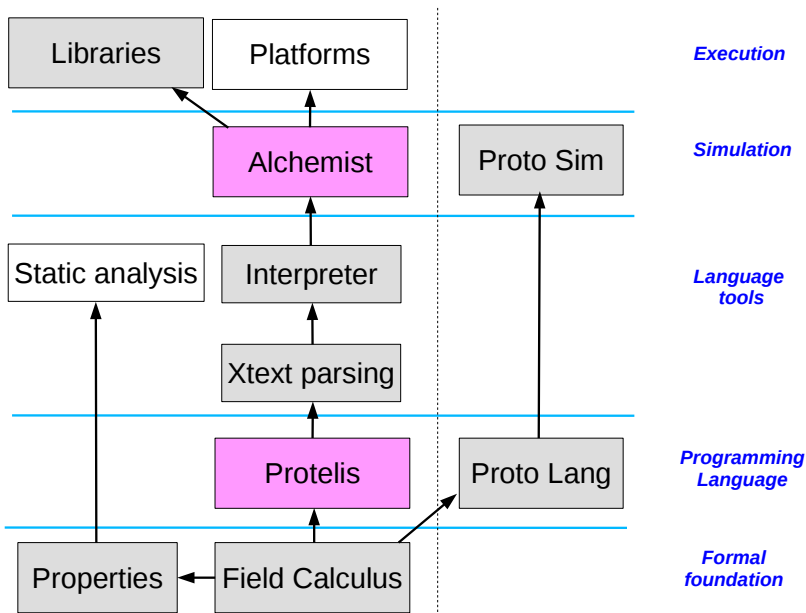 Libraries
Platforms
Execution
Alchemist
Proto Sim
Simulation
Static analysis
Interpreter
Language
tools
Xtext parsing
Protelis
Proto Lang
Programming
Language
Properties
Field Calculus
Formal
foundation